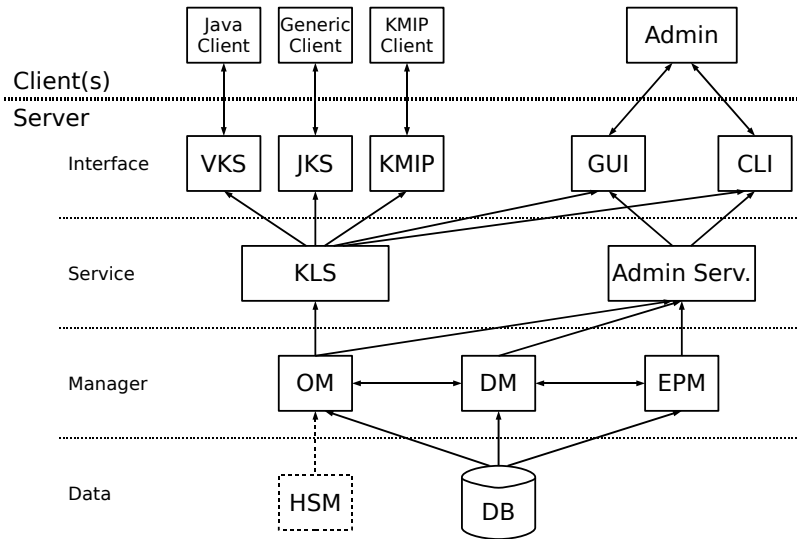 Java
Client
Generic
Client
KMIP
Client
Admin
Client(s)
Server
Interface
VKS
JKS
KMIP
GUI
CLI
Service
KLS
Admin Serv.
Manager
OM
DM
EPM
Data
HSM
DB